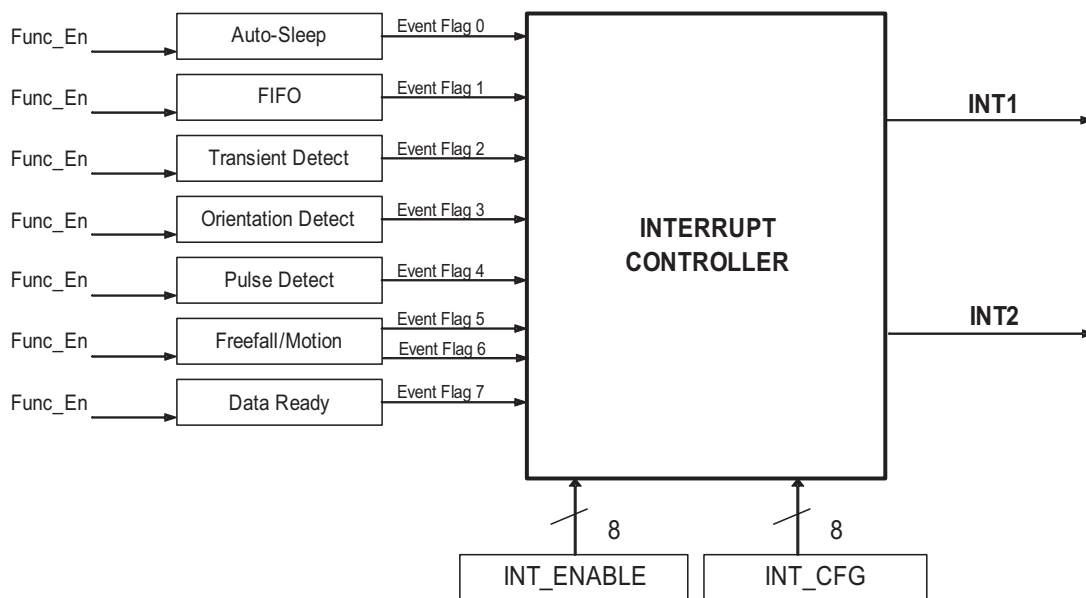 Func_En
Auto-Sleep
Event Flag 0
Func_En
FIFO
Event Flag 1
Func_En
Transient Detect
Event Flag 2
Func_En
Orientation Detect
Event Flag 3
Func_En
Pulse Detect
Event Flag 4
Func_En
Freefall/Motion
Event Flag 5
Event Flag 6
Func_En
Data Ready
Event Flag 7
INTERRUPT
CONTROLLER
INT1
INT2
8
8
INT_ENABLE
INT_CFG